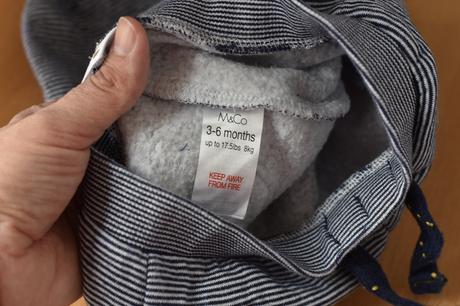 M&Co
3-6 months
up to 17.5lbs 8kg
KEEP AWAY
FROM FIRE